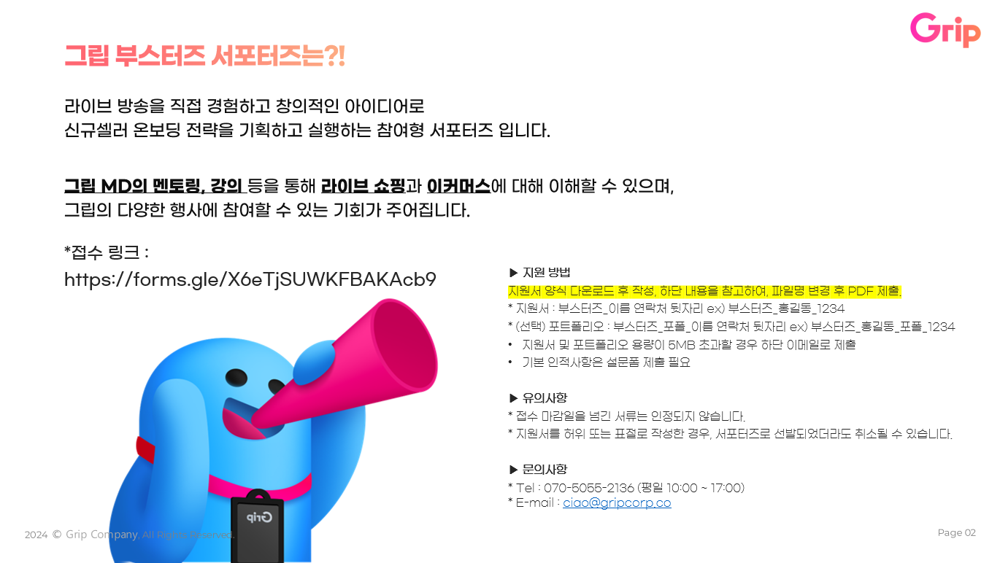 Grip
그립 부스터즈 서포터즈는?!
라이브 방송을 직접 경험하고 창의적인 아이디어로
신규셀러 온보딩 전략을 기획하고 실행하는 참여형 서포터즈 입니다.
그립 MD의 멘토링, 강의 등을 통해 라이브 쇼핑과 이커머스에 대해 이해할 수 있으며,
그립의 다양한 행사에 참여할 수 있는 기회가 주어집니다.
*접수 링크 :
https://forms.gle/X6eTjSUWKFBAKAcb9
▶ 지원 방법
지원서 양식 다운로드 후 작성, 하단 내용을 참고하여, 파일명 변경 후 PDF 제출.
* 지원서 : 부스터즈_이름 연락처 뒷자리 ex) 부스터즈_홍길동_1234
* (선택) 포트폴리오 : 부스터즈_포폴_이름 연락처 뒷자리 ex) 부스터즈_홍길동_포폴_1234
• 지원서 및 포트폴리오 용량이 5MB 초과할 경우 하단 이메일로 제출
• 기본 인적사항은 설문폼 제출 필요
▶ 유의사항
* 접수 마감일을 넘긴 서류는 인정되지 않습니다.
* 지원서를 허위 또는 표절로 작성한 경우, 서포터즈로 선발되었더라도 취소될 수 있습니다.
▶ 문의사항
* Tel : 070-5055-2136 (평일 10:00 ~ 17:00)
* E-mail : ciao@gripcorp.co
Grip
2024 © Grip Company, All Rights Reserved.
Page 02